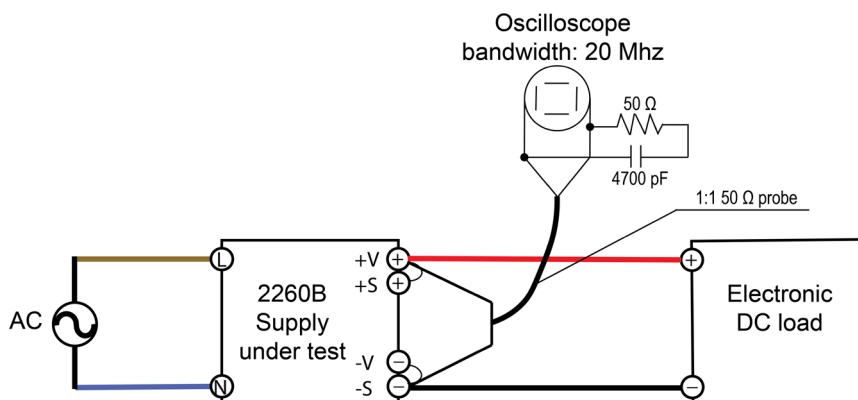 Oscilloscope
bandwidth: 20 Mhz
50 Ω
4700 pF
1:1 50 Ω probe
L
+V
+
+
+S
+
AC
2260B
Supply
under test
Electronic
DC load
-V
−
N
-S
−
−